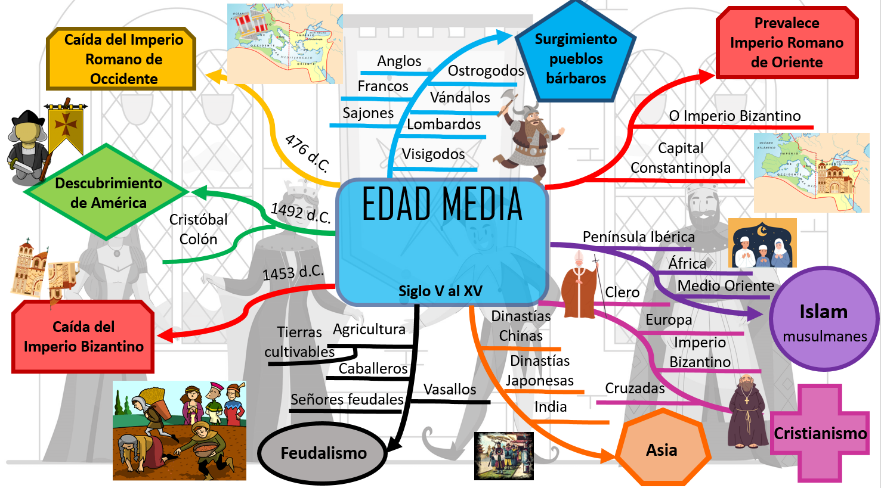 EDAD MEDIA
Siglo V al XV
Caída del Imperio
Romano de
Occidente
476 d.C.
Anglos
Francos
Sajones
Ostrogodos
Vándalos
Lombardos
Visigodos
Surgimiento
pueblos
bárbaros
Prevalece
Imperio Romano
de Oriente
O Imperio Bizantino
Capital
Constantinopla
Descubrimiento
de América
1492 d.C.
Cristóbal
Colón
1453 d.C.
Caída del
Imperio Bizantino
Península Ibérica
África
Medio Oriente
Islam
musulmanes
Clero
Europa
Imperio
Bizantino
Cruzadas
Cristianismo
Dinastías
Chinas
Dinastías
Japonesas
India
Asia
Tierras
cultivables
Agricultura
Caballeros
Señores feudales
Vasallos
Feudalismo